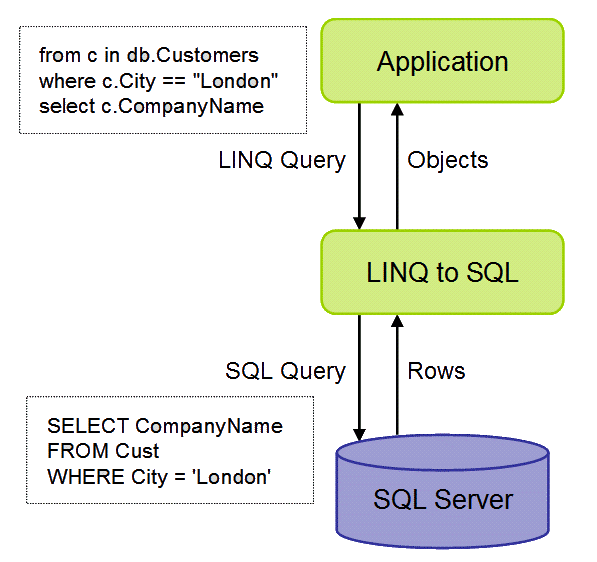 from c in db.Customers
where c.City == "London"
select c.CompanyName
Application
LINQ Query
Objects
LINQ to SQL
SQL Query
Rows
SELECT CompanyName
FROM Cust
WHERE City = 'London'
SQL Server